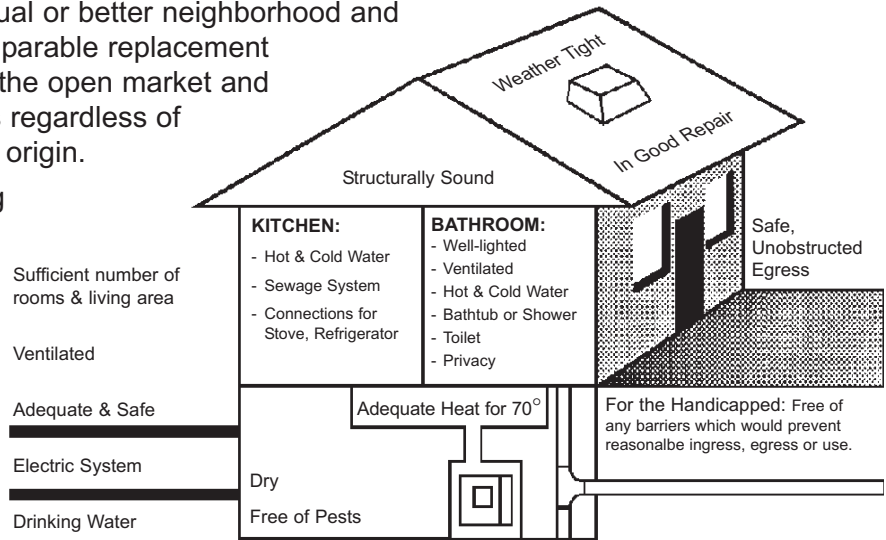 ual or better neighborhood and
parable replacement
the open market and
regardless of
origin.
g
Weather Tight
In Good Repair
Structurally Sound
KITCHEN:
- Hot & Cold Water
- Sewage System
- Connections for
Stove, Refrigerator
BATHROOM:
- Well-lighted
- Ventilated
- Hot & Cold Water
- Bathtub or Shower
- Toilet
- Privacy
Safe,
Unobstructed
Egress
Sufficient number of
rooms & living area
Ventilated
Adequate & Safe
Electric System
Drinking Water
Adequate Heat for 70°
Dry
Free of Pests
For the Handicapped: Free of
any barriers which would prevent
reasonalbe ingress, egress or use.